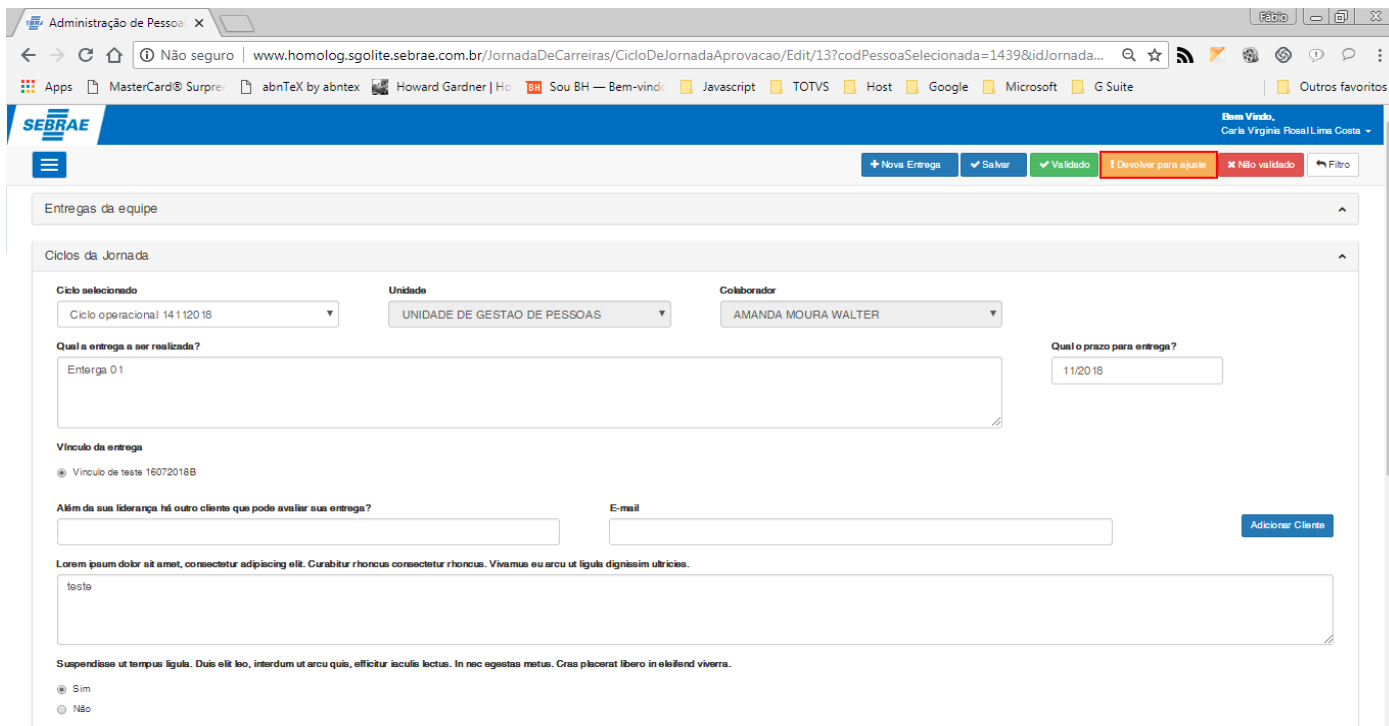 Administração de Pessoal
Fábio
Não seguro | www.homolog.sgolite.sebrae.com.br/JornadaDeCarreiras/CicloDeJornadaAprovacao/Edit/13?codPessoaSelecionada=1439&idJornada...
Apps MasterCard® Surpree abnTeX by abntex Howard Gardner | Ho Sou BH — Bem-vindo Javascript TOTVS Host Google Microsoft G Suite Outros favoritos
SEBRAE
Bem Vindo,
Carla Virginia Rosal Lima Costa
Nova Entrega Salvar Validado Devolver para ajuste Não validado Filtro
Entregas da equipe
Ciclos da Jornada
Ciclo selecionado Unidade Colaborador
Ciclo operacional 14112018 UNIDADE DE GESTAO DE PESSOAS AMANDA MOURA WALTER
Qual a entrega a ser realizada? Qual o prazo para entrega?
Enterga 01 11/2018
Vínculo da entrega
Vinculo de teste 16072018B
Além da sua liderança há outro cliente que pode avaliar sua entrega? E-mail
Adicionar Cliente
Lorem ipsum dolor sit amet, consectetur adipiscing elit. Curabitur rhoncus consectetur rhoncus. Vivamus eu arcu ut ligula dignissim ultricies.
teste
Suspendisse ut tempus ligula. Duis elit leo, interdum ut arcu quis, efficitur iaculis lectus. In nec egestas metus. Cras placerat libero in eleifend viverra.
Sim
Não